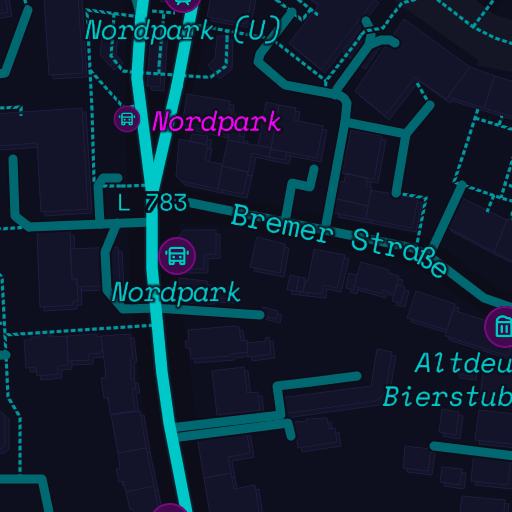 Nordpark (U)
Nordpark
L 783
Bremer Straße
Nordpark
Altdeu
Bierstub